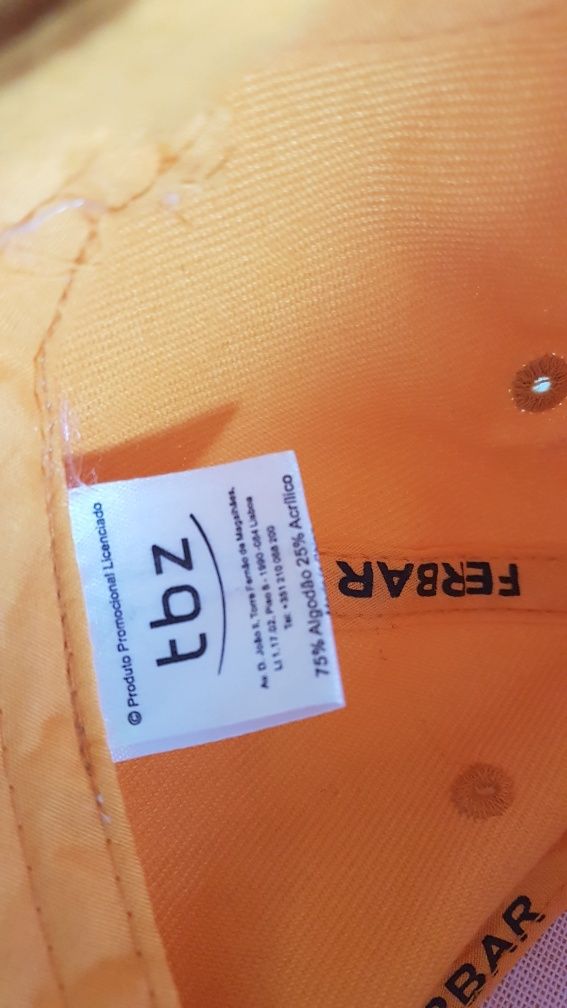 © Produto Promocional Licenciado
tbz
Av. D. João II, Torre Fernão de Magalhães,
Lt 1.17.02, Piso 8 - 1990-084 Lisboa
Tel: +351 210 068 200
75% Algodão 25% Acrílico
FERBAR
RBAR